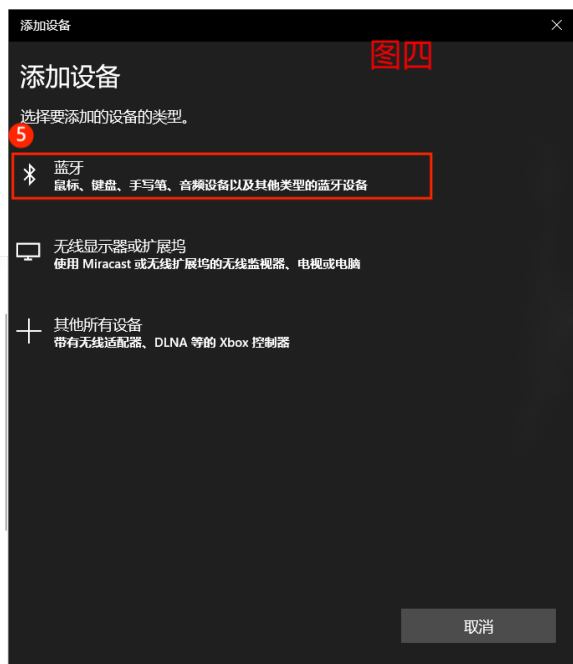 添加设备
图四
添加设备
选择要添加的设备的类型。
5
蓝牙
鼠标、键盘、手写笔、音频设备以及其他类型的蓝牙设备
无线显示器或扩展坞
使用 Miracast 或无线扩展坞的无线监视器、电视或电脑
其他所有设备
带有无线适配器、DLNA 等的 Xbox 控制器
取消